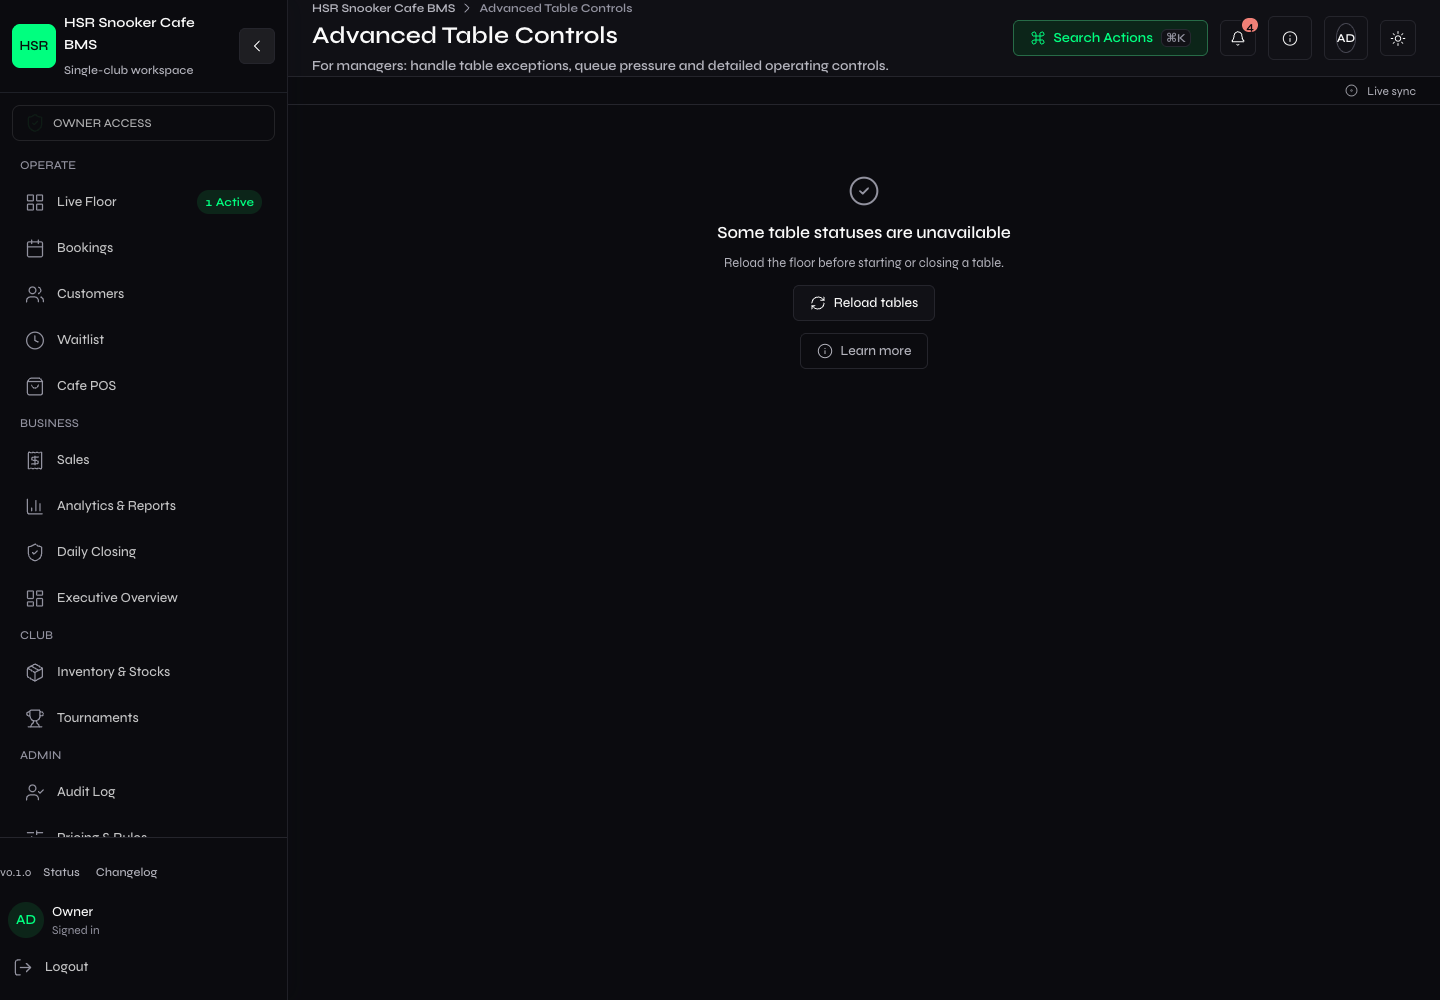 HSR
HSR Snooker Cafe
BMS
Single-club workspace
OWNER ACCESS
OPERATE
Live Floor
1 Active
Bookings
Customers
Waitlist
Cafe POS
BUSINESS
Sales
Analytics & Reports
Daily Closing
Executive Overview
CLUB
Inventory & Stocks
Tournaments
ADMIN
Audit Log
Pricing & Rules
v0.1.0 Status Changelog
AD
Owner
Signed in
Logout
HSR Snooker Cafe BMS > Advanced Table Controls
Advanced Table Controls
For managers: handle table exceptions, queue pressure and detailed operating controls.
Search Actions ⌘K
4
AD
Live sync
Some table statuses are unavailable
Reload the floor before starting or closing a table.
Reload tables
Learn more